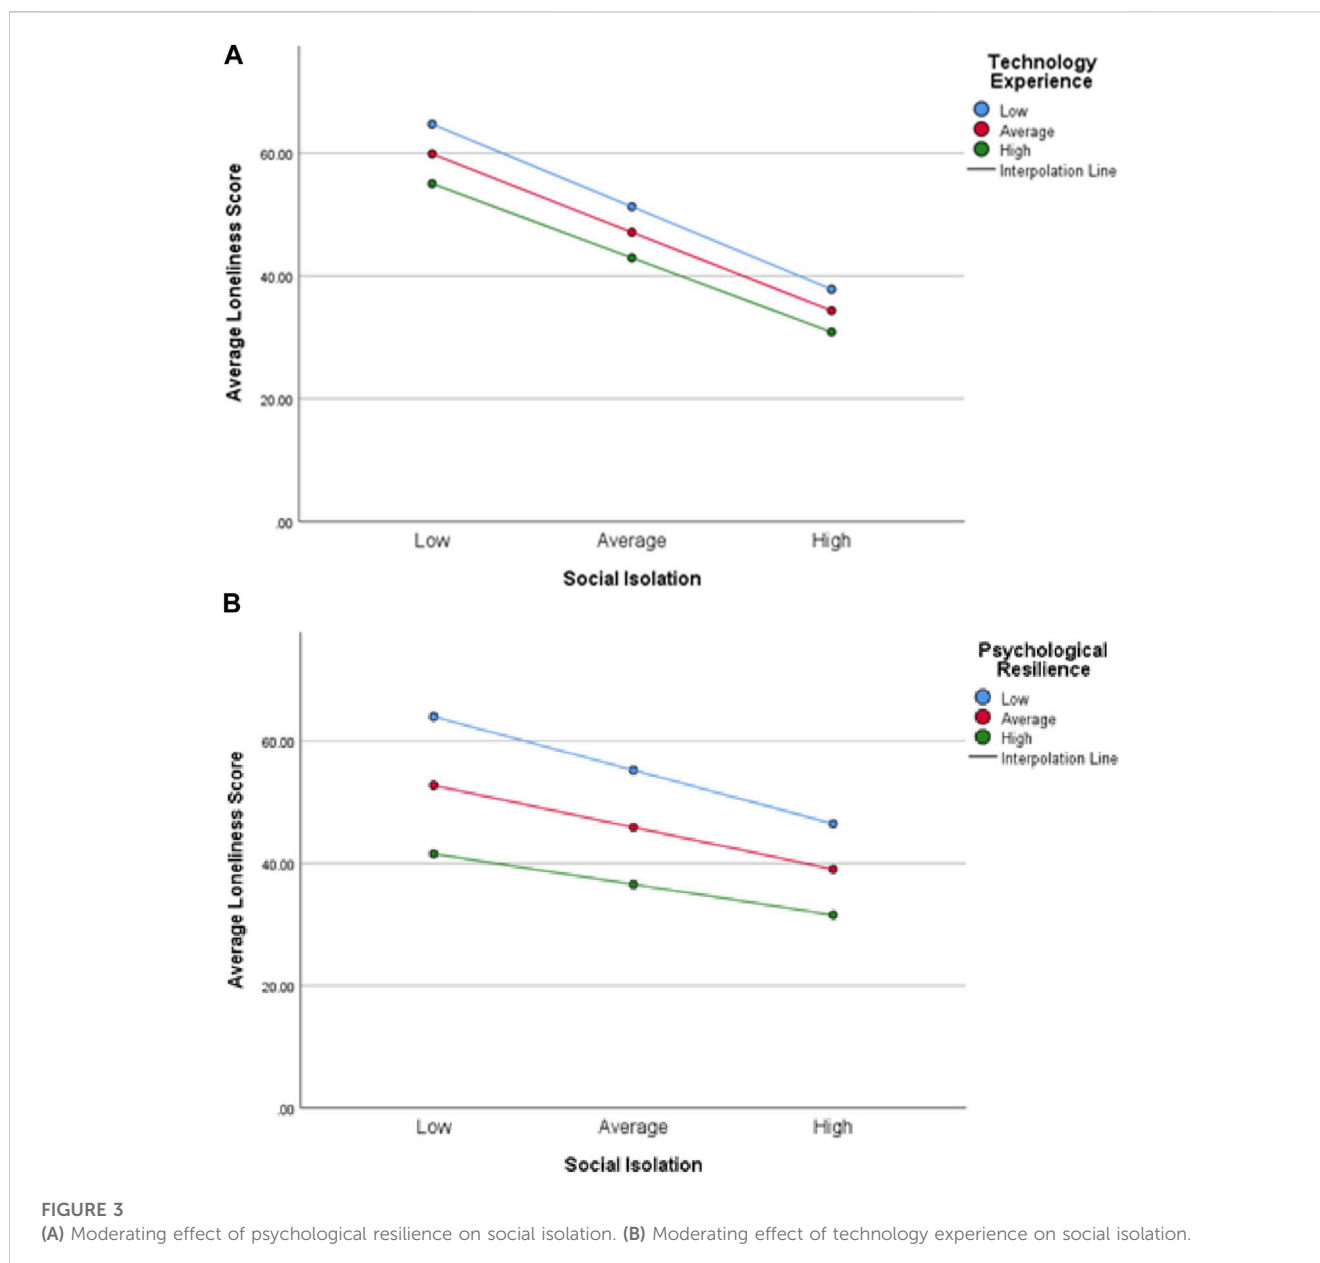 A
Technology
Experience
Low
Average
High
Interpolation Line
Average Loneliness Score
60.00
40.00
20.00
.00
Low Average High
Social Isolation
B
Psychological
Resilience
Low
Average
High
Interpolation Line
Average Loneliness Score
60.00
40.00
20.00
.00
Low Average High
Social Isolation
FIGURE 3
(A) Moderating effect of psychological resilience on social isolation. (B) Moderating effect of technology experience on social isolation.